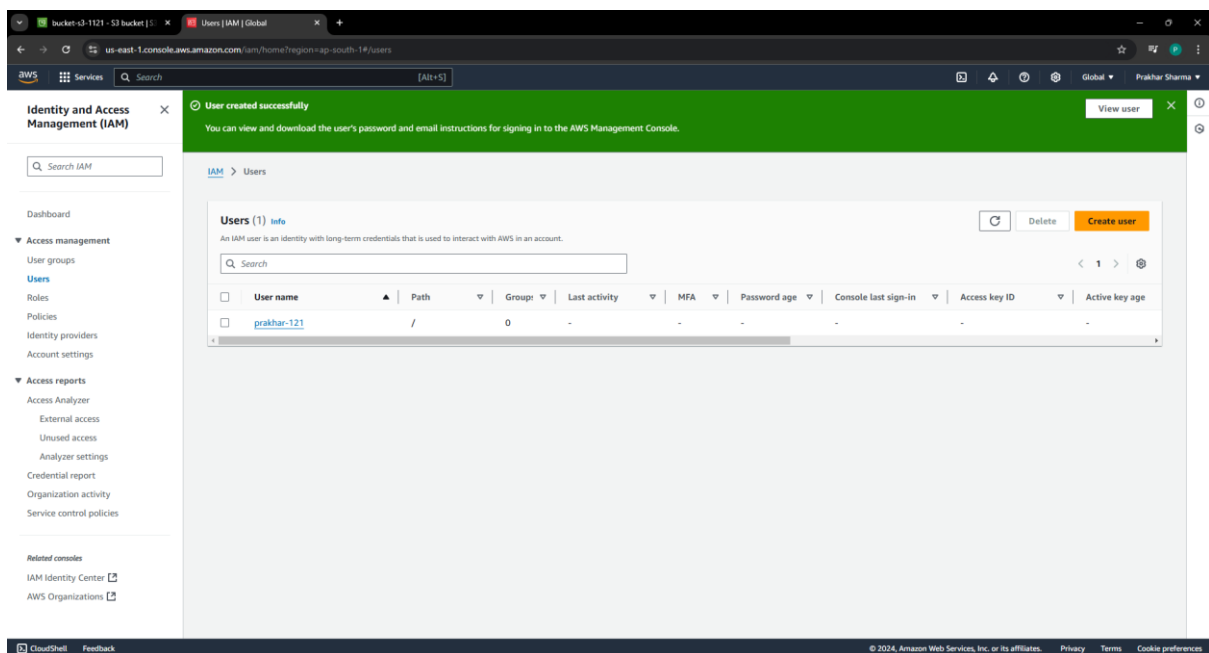 bucket-s3-1121 - S3 bucket | S
Users | IAM | Global
us-east-1.console.aws.amazon.com/iam/home?region=ap-south-1#/users
aws Services Search [Alt+S] Global Prakhar Sharma
Identity and Access Management (IAM)
Search IAM
Dashboard
Access management
User groups
Users
Roles
Policies
Identity providers
Account settings
Access reports
Access Analyzer
External access
Unused access
Analyzer settings
Credential report
Organization activity
Service control policies
Related consoles
IAM Identity Center
AWS Organizations
User created successfully
View user
You can view and download the user's password and email instructions for signing in to the AWS Management Console.
IAM > Users
Users (1) Info
Delete Create user
An IAM user is an identity with long-term credentials that is used to interact with AWS in an account.
Search
1
User name Path Group: Last activity MFA Password age Console last sign-in Access key ID Active key age
prakhar-121 / 0 - - - - - -
CloudShell Feedback © 2024, Amazon Web Services, Inc. or its affiliates. Privacy Terms Cookie preferences